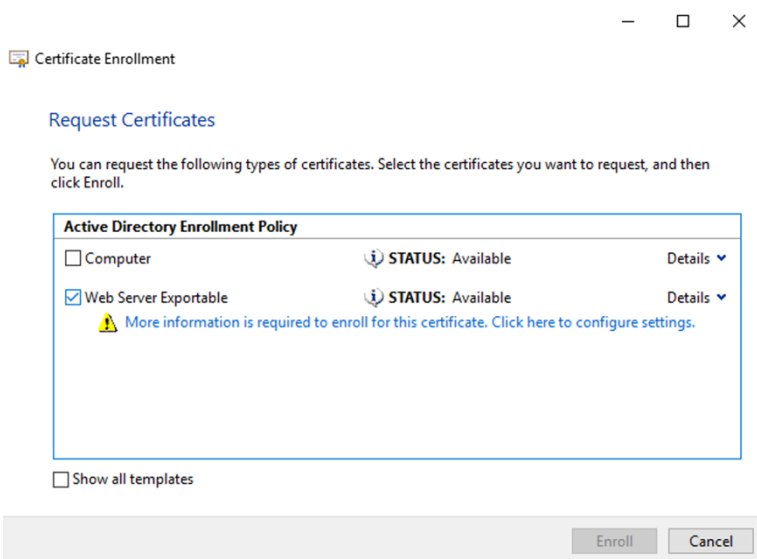 Certificate Enrollment
Request Certificates
You can request the following types of certificates. Select the certificates you want to request, and then
click Enroll.
Active Directory Enrollment Policy
Computer STATUS: Available Details
Web Server Exportable STATUS: Available Details
More information is required to enroll for this certificate. Click here to configure settings.
Show all templates
Enroll Cancel